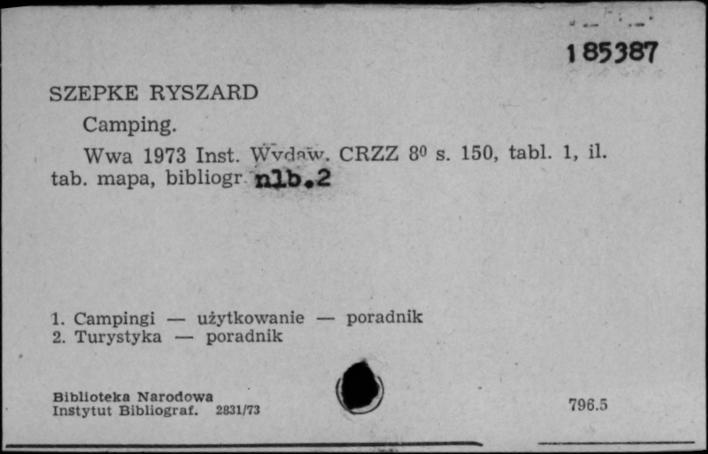 185387
SZEPKE RYSZARD
Camping.
Wwa 1973 Inst. Wydaw. CRZZ 8⁰ s. 150, tabl. 1, il.
tab. mapa, bibliogr. nlb.2
1. Campingi — użytkowanie — poradnik
2. Turystyka — poradnik
Biblioteka Narodowa
Instytut Bibliograf. 2831/73
796.5